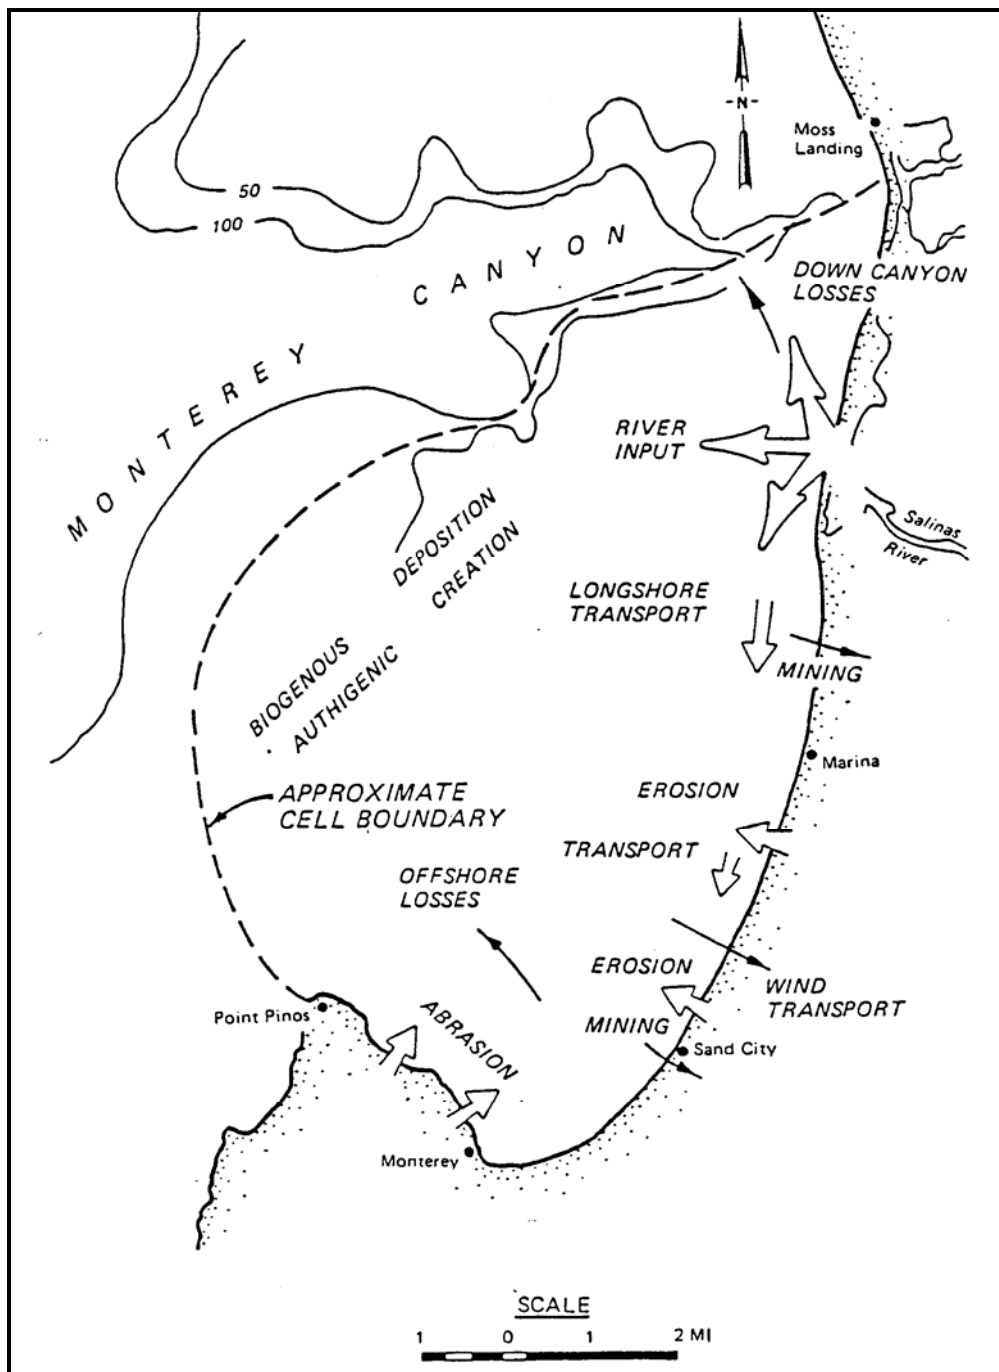 -N-
Moss
Landing
50
100
MONTEREY CANYON
DOWN CANYON
LOSSES
RIVER
INPUT
Salinas
River
DEPOSITION
CREATION
LONGSHORE
TRANSPORT
MINING
BIOGENOUS
AUTHIGENIC
Marina
APPROXIMATE
CELL BOUNDARY
EROSION
TRANSPORT
OFFSHORE
LOSSES
EROSION
WIND
TRANSPORT
Point Pinos
ABRASION
MINING
Sand City
Monterey
SCALE
1 0 1 2 MI